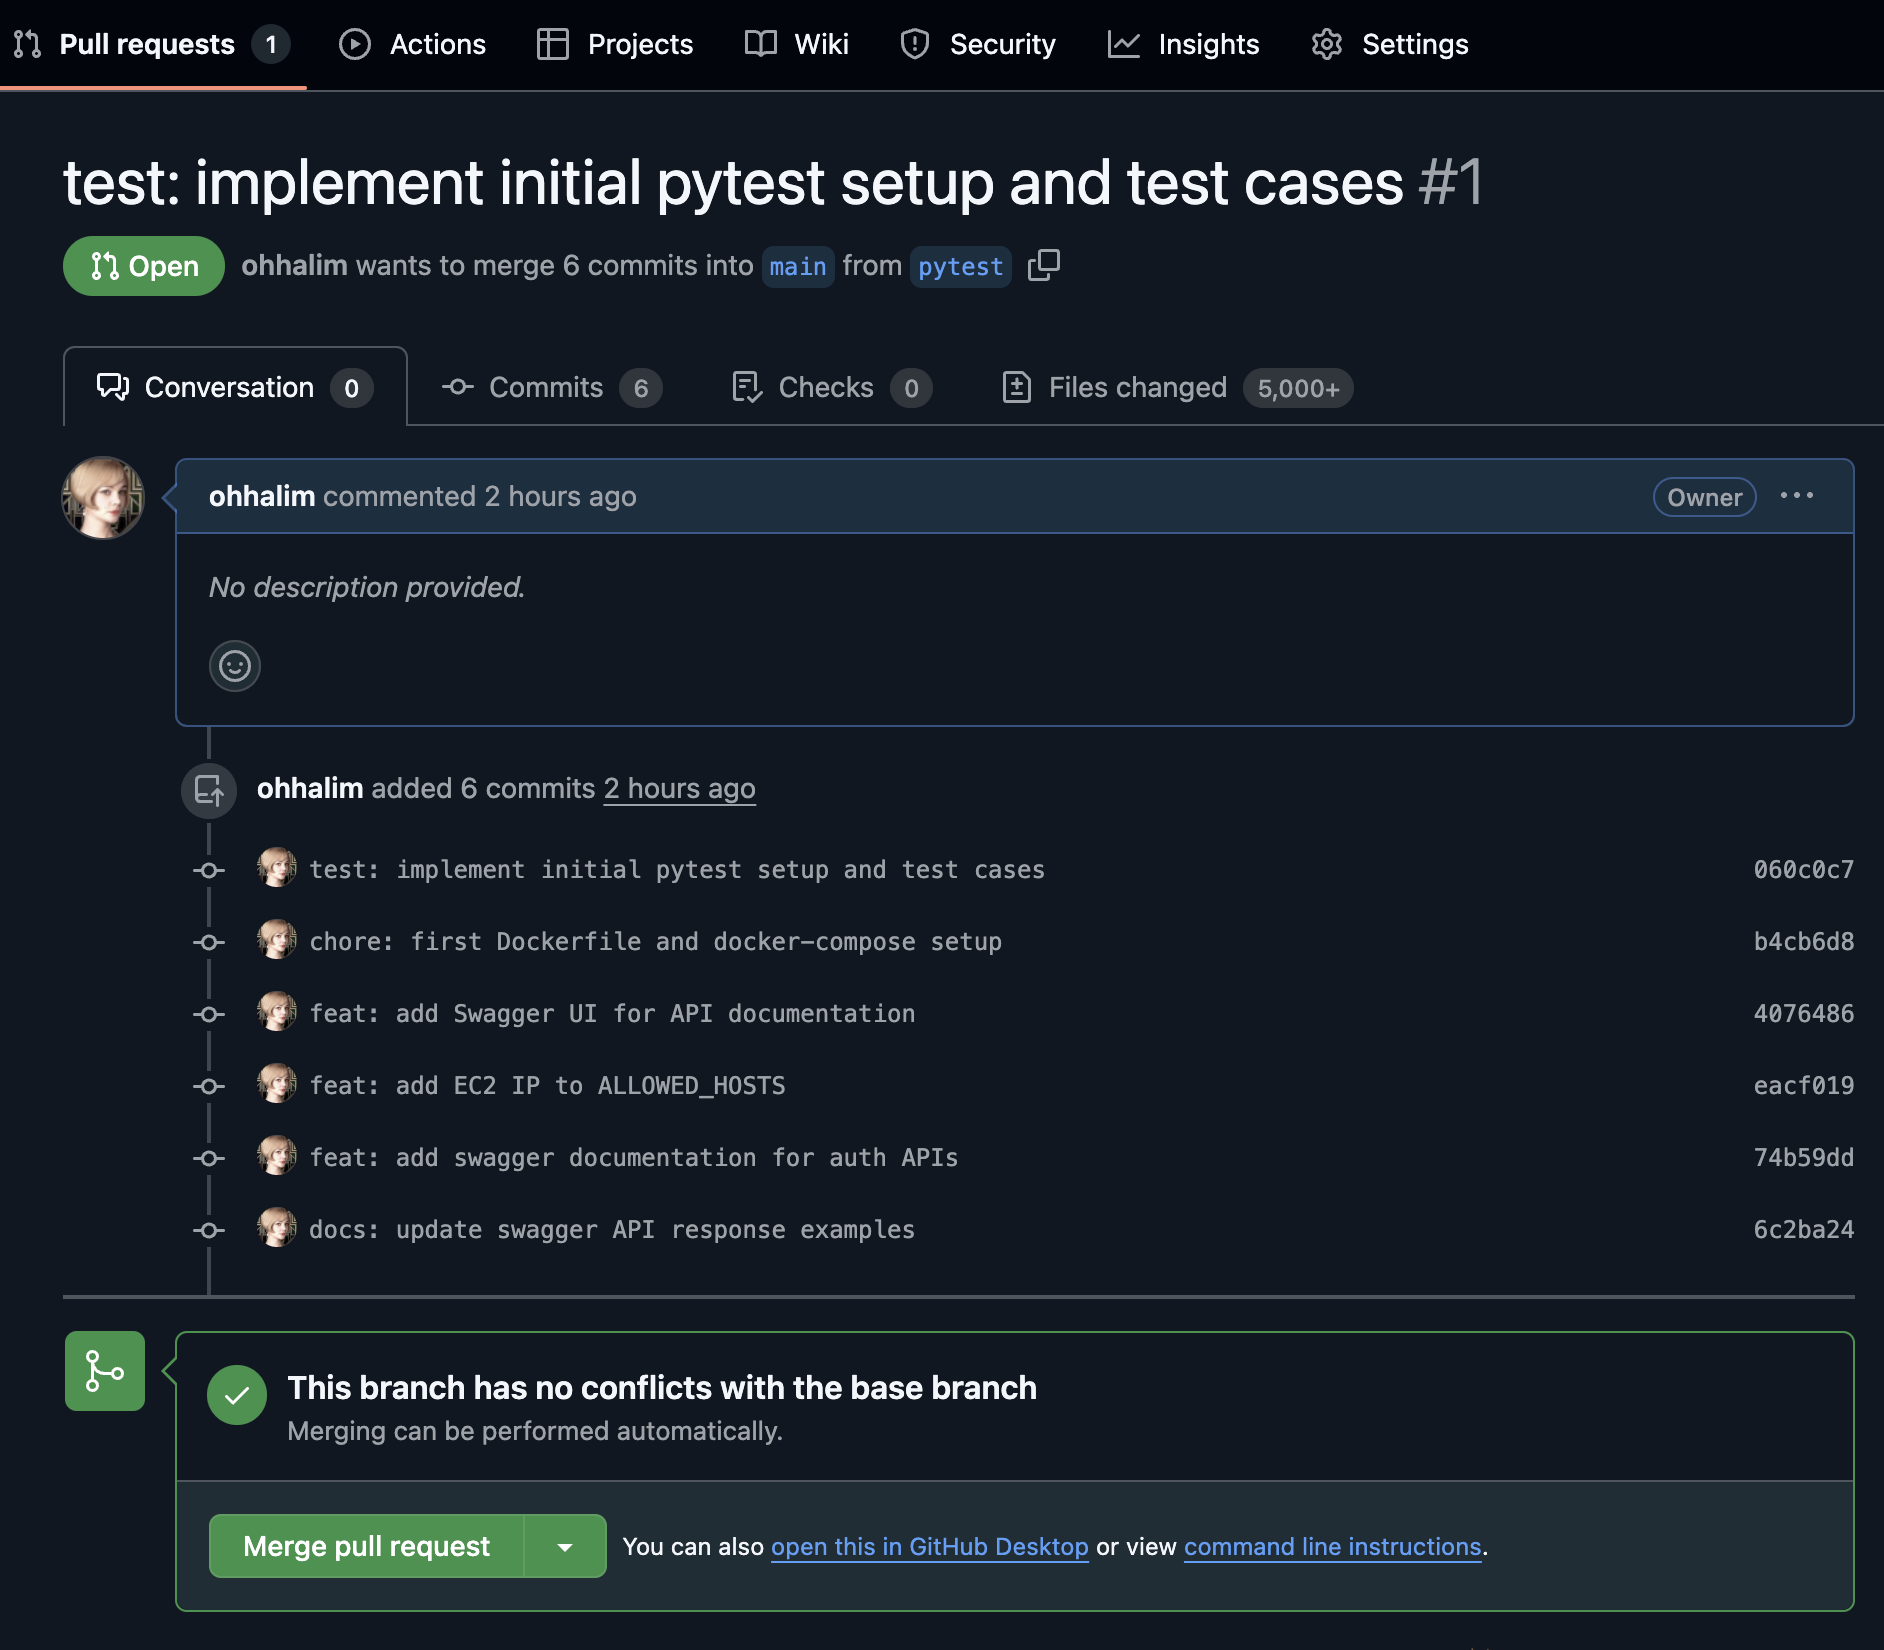 Pull requests 1 Actions Projects Wiki Security Insights Settings
test: implement initial pytest setup and test cases #1
Open ohhalim wants to merge 6 commits into main from pytest
Conversation 0 Commits 6 Checks 0 Files changed 5,000+
ohhalim commented 2 hours ago Owner
No description provided.
ohhalim added 6 commits 2 hours ago
test: implement initial pytest setup and test cases 060c0c7
chore: first Dockerfile and docker-compose setup b4cb6d8
feat: add Swagger UI for API documentation 4076486
feat: add EC2 IP to ALLOWED_HOSTS eacf019
feat: add swagger documentation for auth APIs 74b59dd
docs: update swagger API response examples 6c2ba24
This branch has no conflicts with the base branch
Merging can be performed automatically.
Merge pull request You can also open this in GitHub Desktop or view command line instructions.